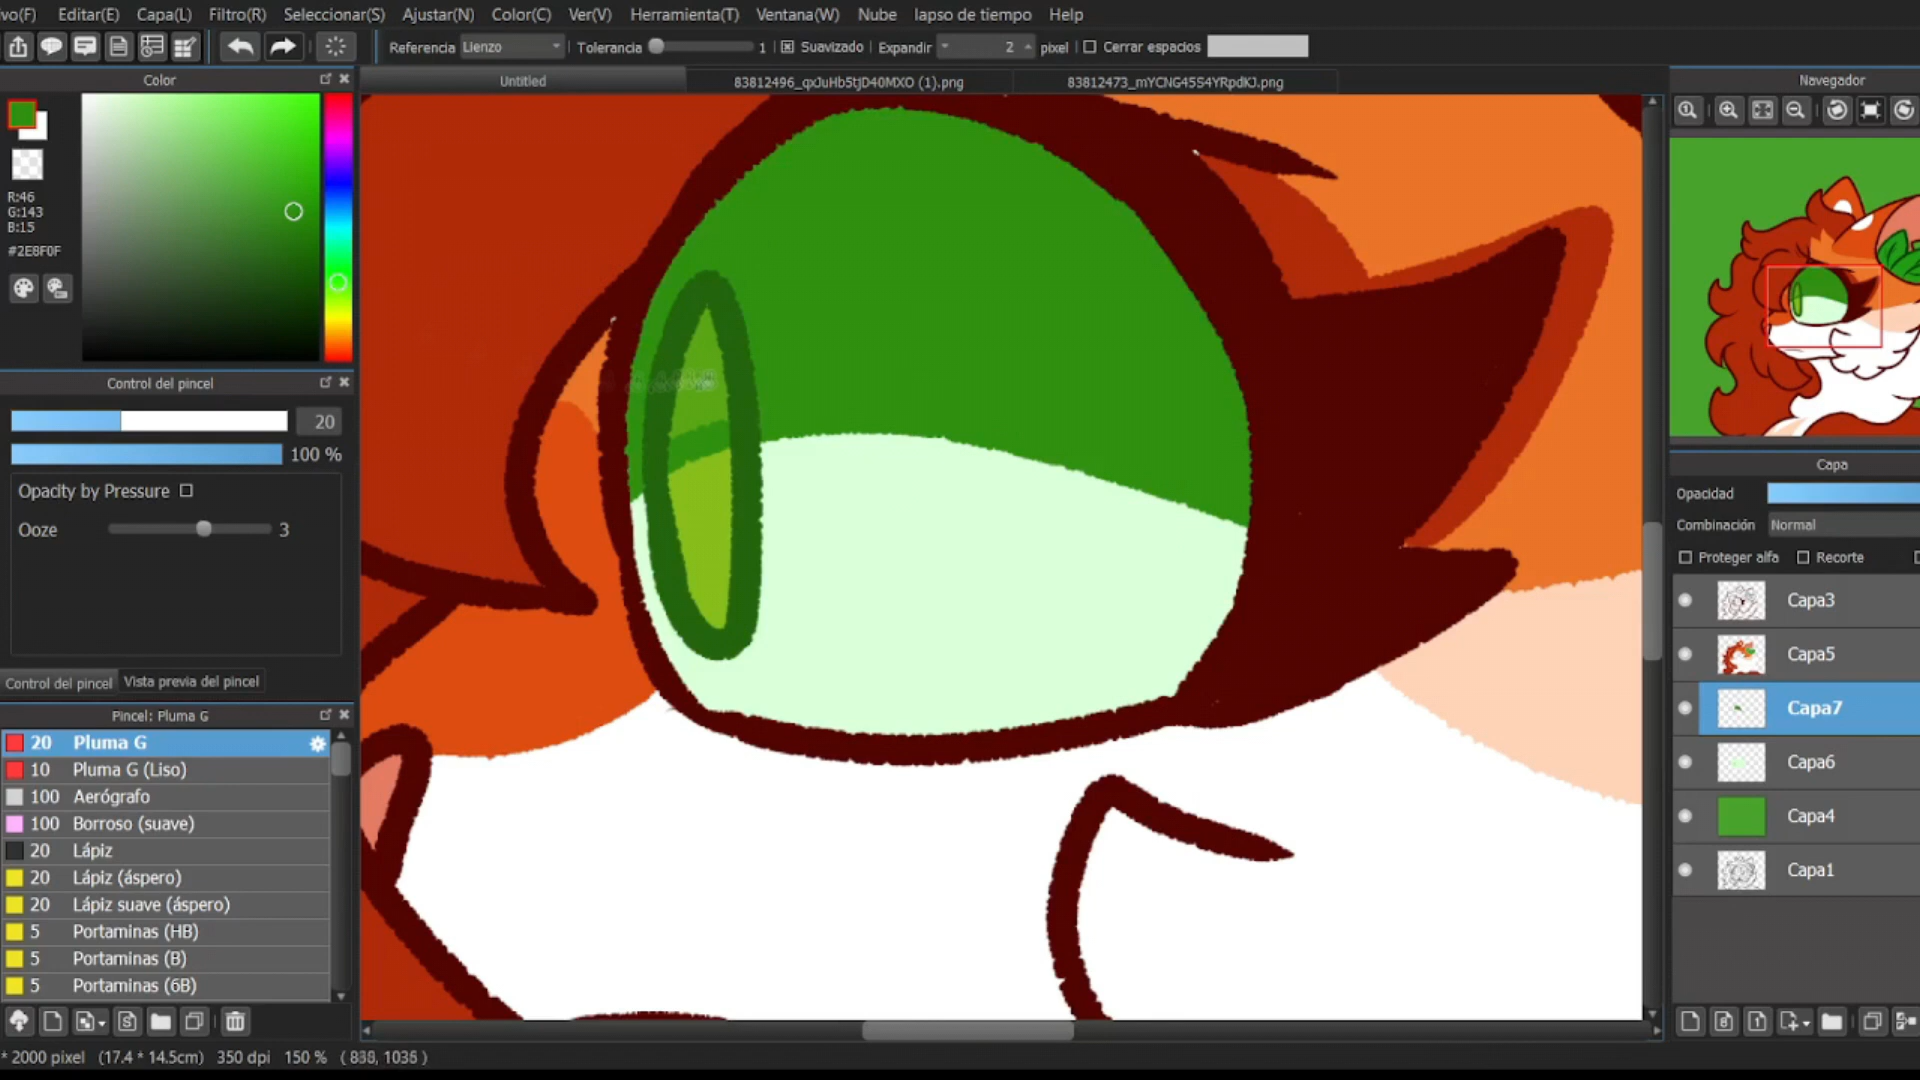 vo(F) Editar(E) Capa(L) Filtro(R) Seleccionar(S) Ajustar(N) Color(C) Ver(V) Herramienta(T) Ventana(W) Nube lapso de tiempo Help
Referencia Lienzo Tolerancia 1 Suavizado Expandir 2 pixel Cerrar espacios
Color
Untitled
83812496_qxJuHb5tjD40MXO (1).png
83812473_mYCNG45S4YRpdKJ.png
Navegador
R:46
G:143
B:15
#2E8F0F
Control del pincel
20
100 %
Opacity by Pressure
Ooze 3
Control del pincel Vista previa del pincel
Pincel: Pluma G
20 Pluma G
10 Pluma G (Liso)
100 Aerógrafo
100 Borroso (suave)
20 Lápiz
20 Lápiz (áspero)
20 Lápiz suave (áspero)
5 Portaminas (HB)
5 Portaminas (B)
5 Portaminas (6B)
Capa
Opacidad
Combinación Normal
Proteger alfa Recorte
Capa3
Capa5
Capa7
Capa6
Capa4
Capa1
* 2000 pixel (17.4 * 14.5cm) 350 dpi 150 % ( 888, 1036 )